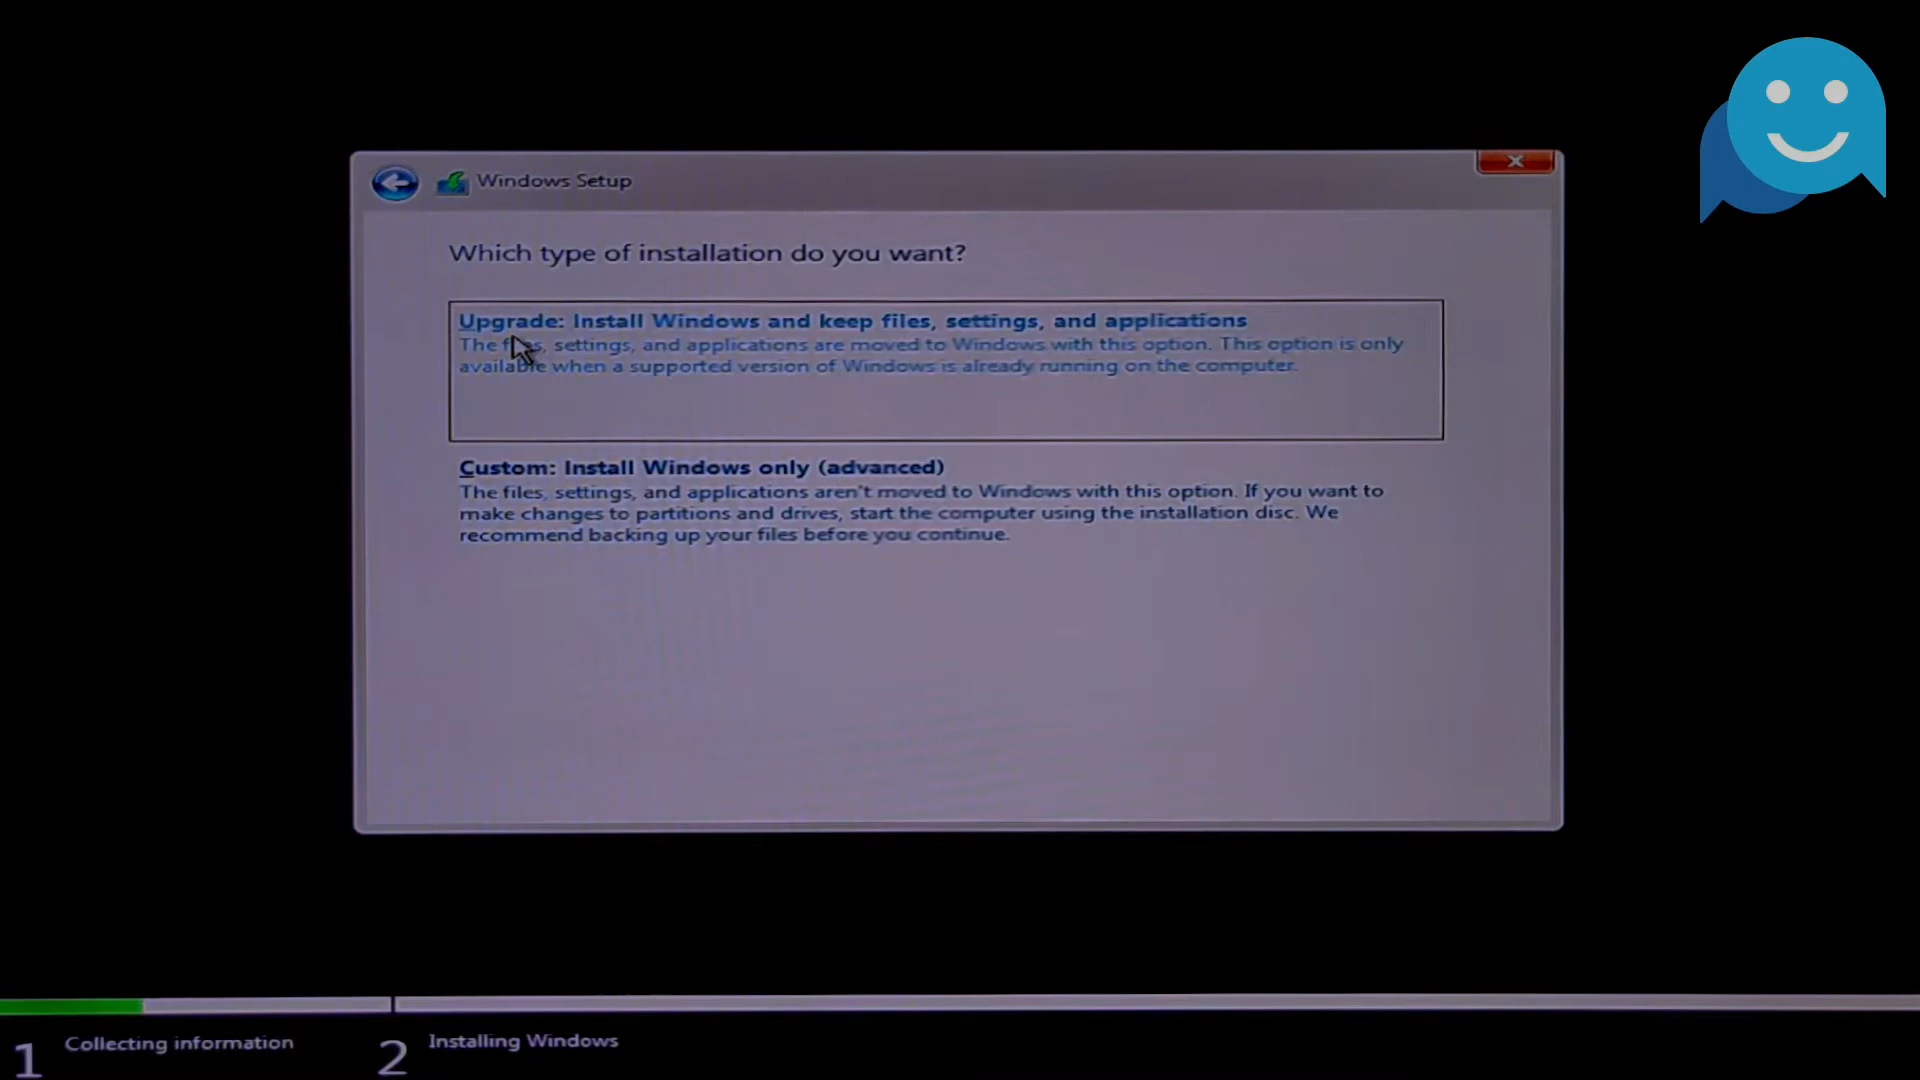 Windows Setup
Which type of installation do you want?
Upgrade: Install Windows and keep files, settings, and applications
The files, settings, and applications are moved to Windows with this option. This option is only
available when a supported version of Windows is already running on the computer.
Custom: Install Windows only (advanced)
The files, settings, and applications aren't moved to Windows with this option. If you want to
make changes to partitions and drives, start the computer using the installation disc. We
recommend backing up your files before you continue.
1 Collecting information
2 Installing Windows